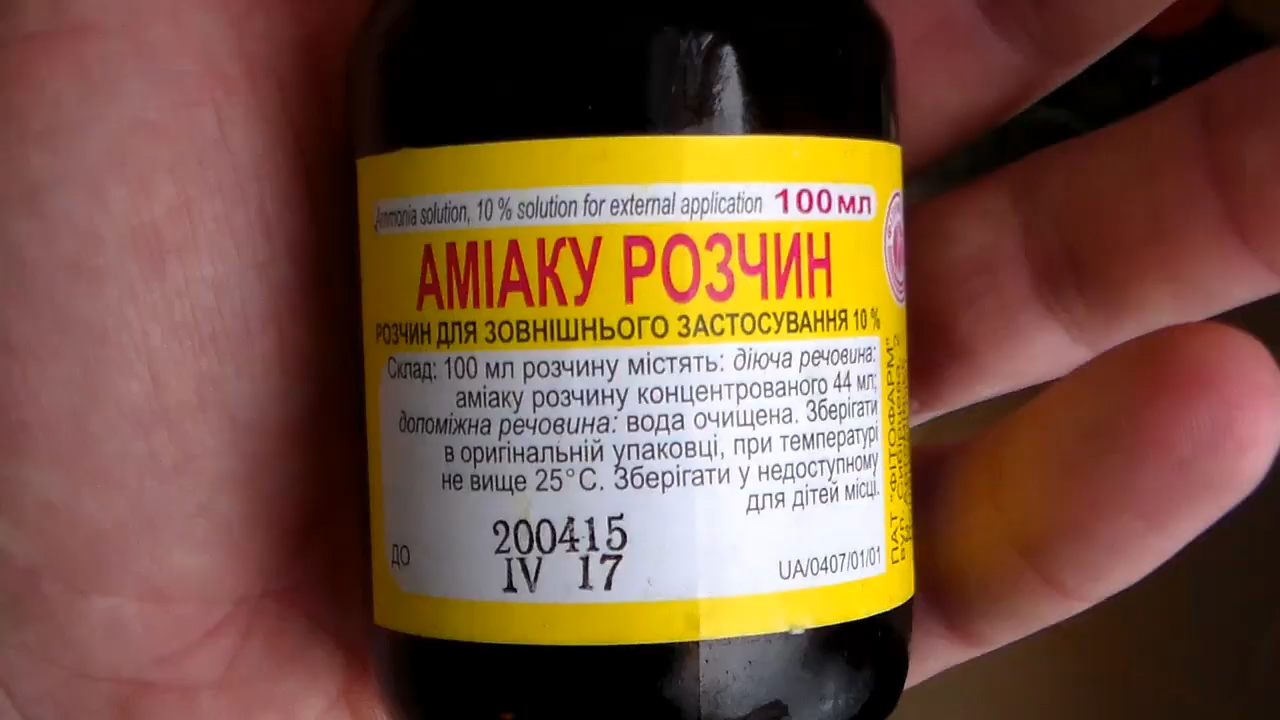 Ammonia solution, 10 % solution for external application 100 мл
АМІАКУ РОЗЧИН
РОЗЧИН ДЛЯ ЗОВНІШНЬОГО ЗАСТОСУВАННЯ 10 %
Склад: 100 мл розчину містять: діюча речовина:
аміаку розчину концентрованого 44 мл;
допоміжна речовина: вода очищена. Зберігати
в оригінальній упаковці, при температурі
не вище 25°С. Зберігати у недоступному
для дітей місці.
200415
ДО IV 17
UA/0407/01/01
ПАТ "ФІТОФАРМ"